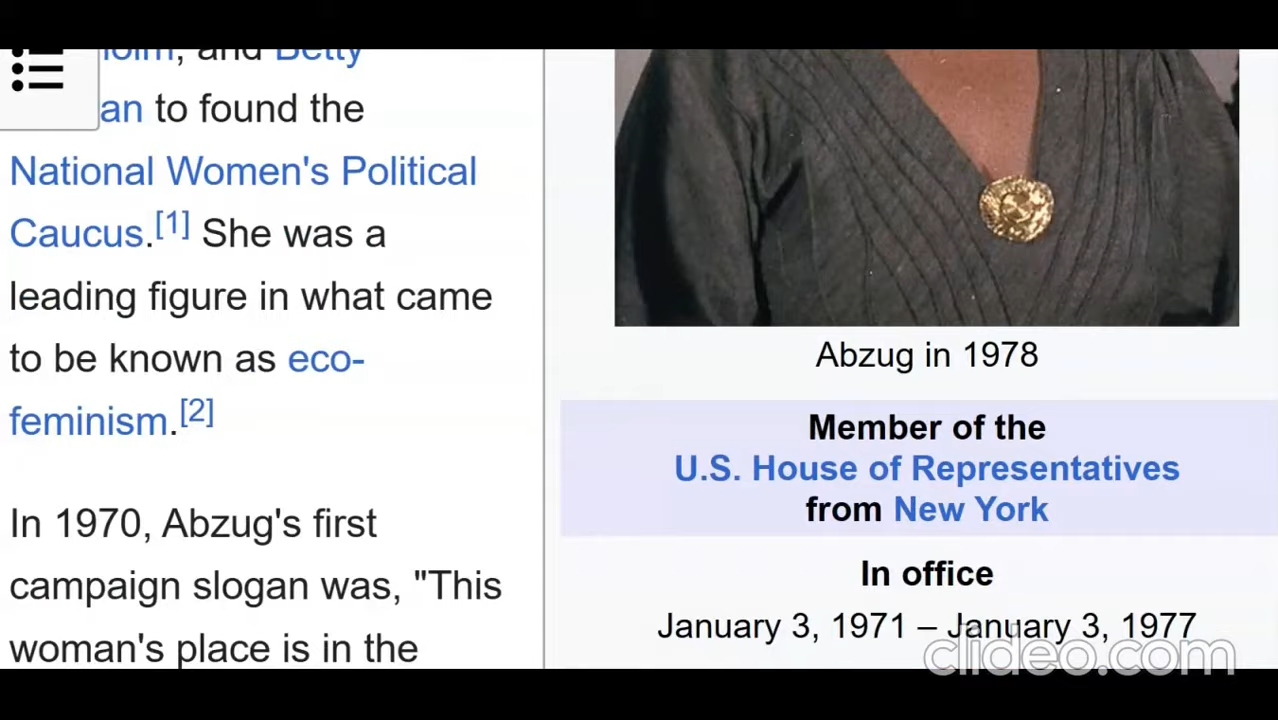 and Betty
an to found the
National Women's Political
Caucus.[1] She was a
leading figure in what came
to be known as eco-
feminism.[2]
In 1970, Abzug's first
campaign slogan was, "This
woman's place is in the
Abzug in 1978
Member of the
U.S. House of Representatives
from New York
In office
January 3, 1971 – January 3, 1977
clideo.com